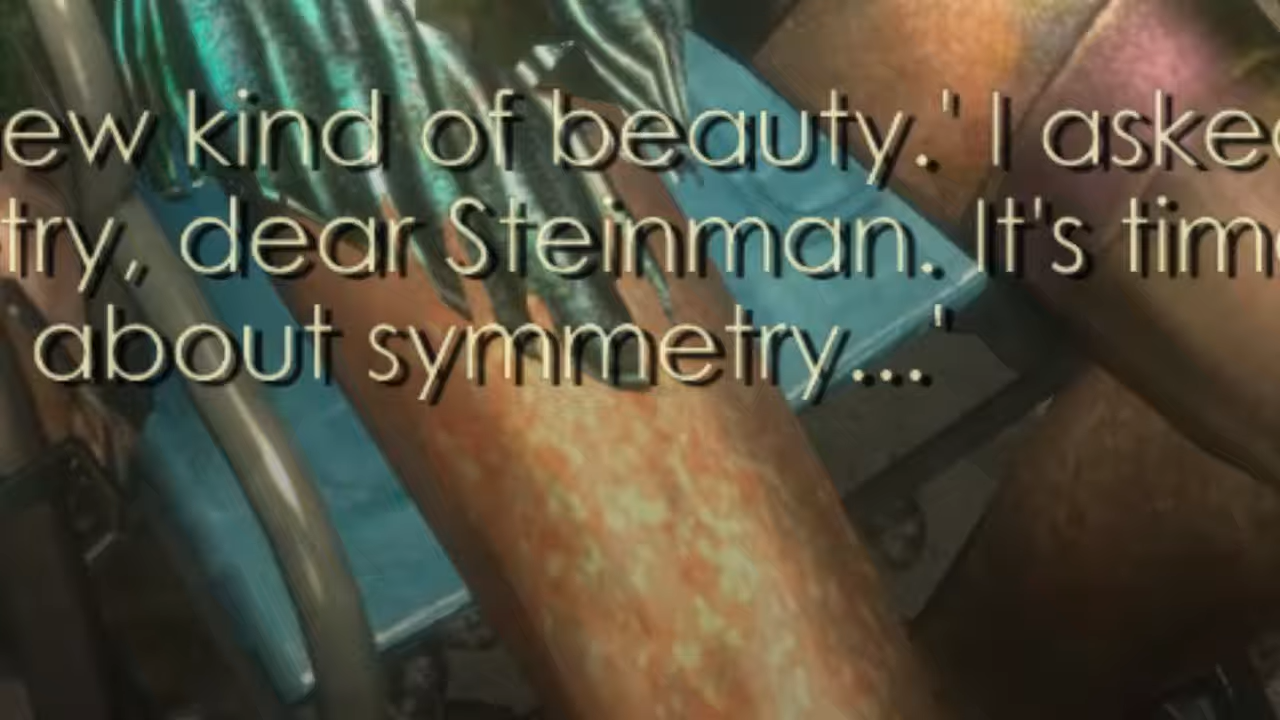 ew kind of beauty.' I aske
try, dear Steinman. It's tim
about symmetry...'